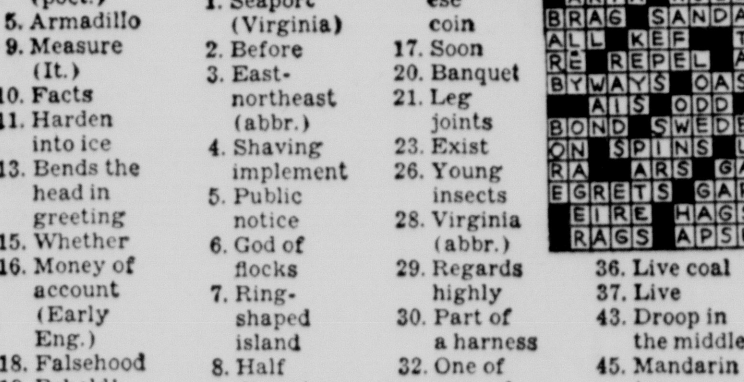 (poet.)
5. Armadillo
9. Measure
(It.)
10. Facts
11. Harden
into ice
13. Bends the
head in
greeting
15. Whether
16. Money of
account
(Early
Eng.)
18. Falsehood
1. Seaport
(Virginia)
2. Before
3. East-
northeast
(abbr.)
4. Shaving
implement
5. Public
notice
6. God of
flocks
7. Ring-
shaped
island
8. Half
ese
coin
17. Soon
20. Banquet
21. Leg
joints
23. Exist
26. Young
insects
28. Virginia
(abbr.)
29. Regards
highly
30. Part of
a harness
32. One of
BRAG SANDA
ALL KEF T
RE REPEL A
BYWAYS OAS
AIS ODD
BOND SWEDE
ON SPINS L
RA ARS GA
EGRETS GAP
EIRE HAGS
RAGS APSE
36. Live coal
37. Live
43. Droop in
the middle
45. Mandarin